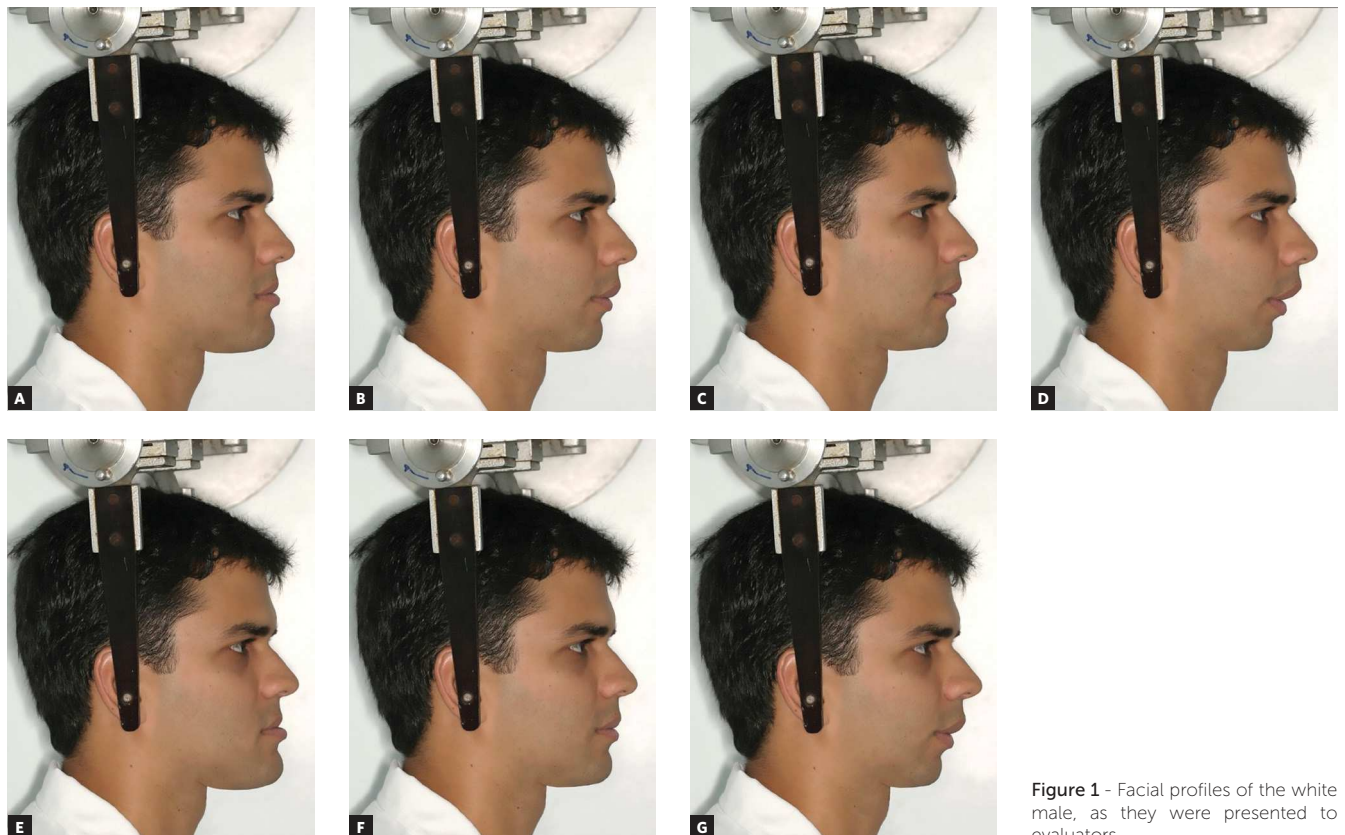 A
B
C
D
E
F
G
Figure 1 - Facial profiles of the white
male, as they were presented to
evaluators